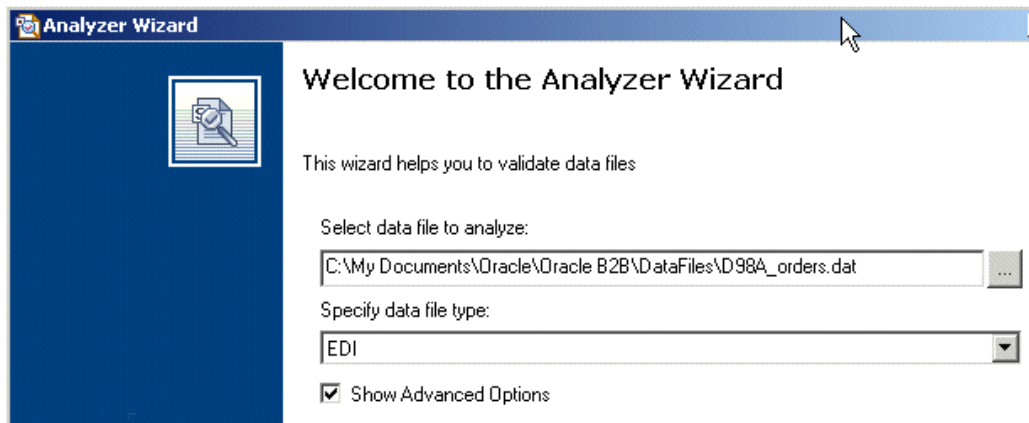 Analyzer Wizard
Welcome to the Analyzer Wizard
This wizard helps you to validate data files
Select data file to analyze:
C:\My Documents\Oracle\Oracle B2B\DataFiles\D98A_orders.dat
...
Specify data file type:
EDI
Show Advanced Options